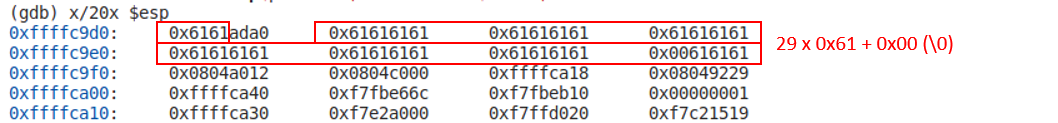 (gdb) x/20x $esp
0xffffc9d0: 0x6161ada0 0x61616161 0x61616161 0x61616161
0xffffc9e0: 0x61616161 0x61616161 0x61616161 0x00616161
29 x 0x61 + 0x00 (\0)
0xffffc9f0: 0x0804a012 0x0804c000 0xffffca18 0x08049229
0xffffca00: 0xffffca40 0xf7fbe66c 0xf7fbeb10 0x00000001
0xffffca10: 0xffffca30 0xf7e2a000 0xf7ffd020 0xf7c21519